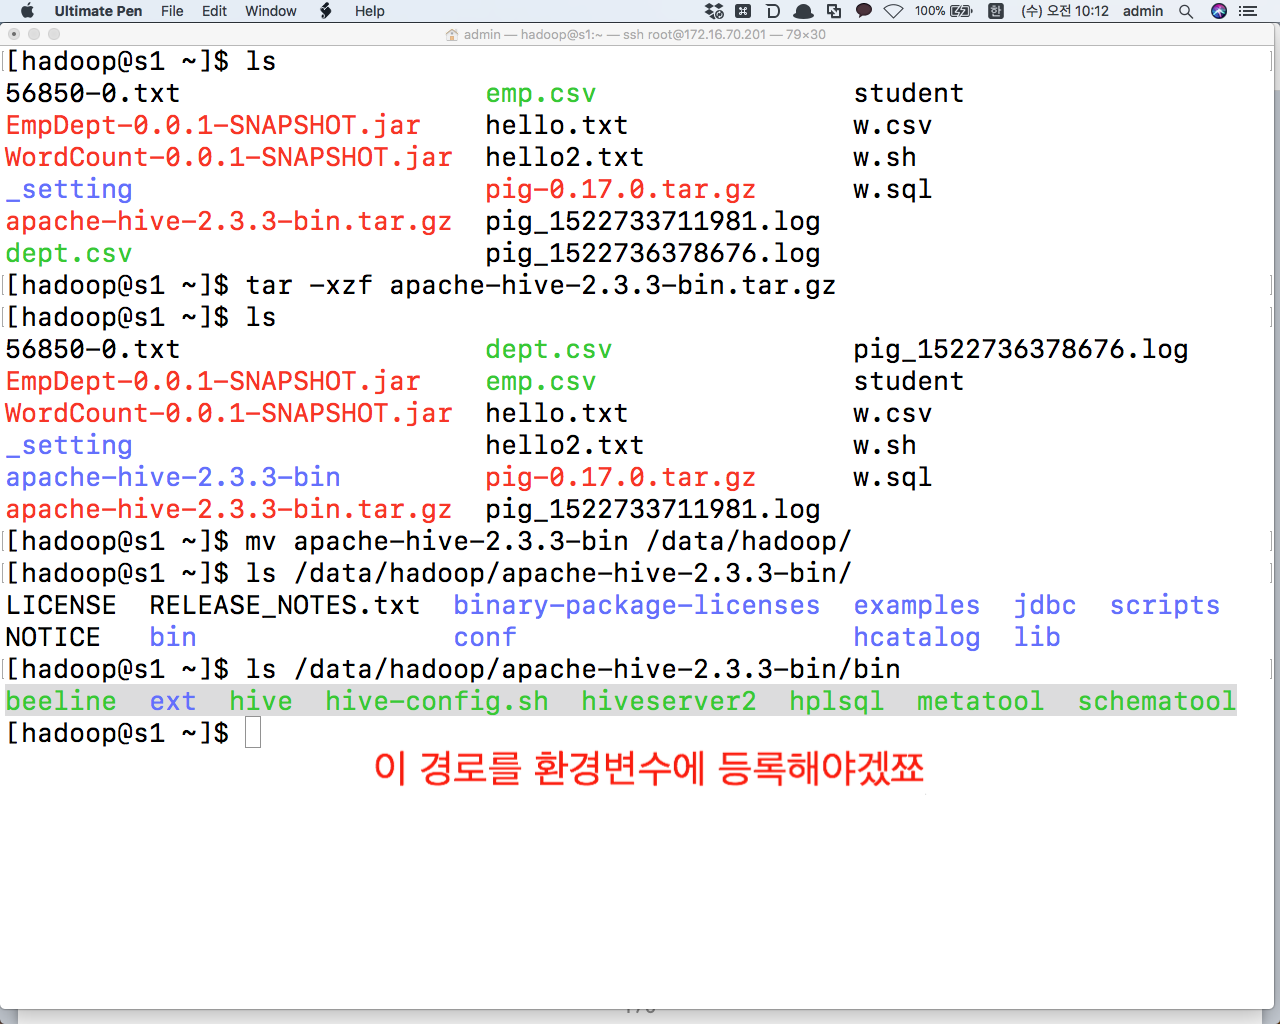 Ultimate Pen File Edit Window Help 100% 한 (수) 오전 10:12 admin
admin — hadoop@s1:~ — ssh root@172.16.70.201 — 79×30
[hadoop@s1 ~]$ ls
56850-0.txt emp.csv student
EmpDept-0.0.1-SNAPSHOT.jar hello.txt w.csv
WordCount-0.0.1-SNAPSHOT.jar hello2.txt w.sh
_setting pig-0.17.0.tar.gz w.sql
apache-hive-2.3.3-bin.tar.gz pig_1522733711981.log
dept.csv pig_1522736378676.log
[hadoop@s1 ~]$ tar -xzf apache-hive-2.3.3-bin.tar.gz
[hadoop@s1 ~]$ ls
56850-0.txt dept.csv pig_1522736378676.log
EmpDept-0.0.1-SNAPSHOT.jar emp.csv student
WordCount-0.0.1-SNAPSHOT.jar hello.txt w.csv
_setting hello2.txt w.sh
apache-hive-2.3.3-bin pig-0.17.0.tar.gz w.sql
apache-hive-2.3.3-bin.tar.gz pig_1522733711981.log
[hadoop@s1 ~]$ mv apache-hive-2.3.3-bin /data/hadoop/
[hadoop@s1 ~]$ ls /data/hadoop/apache-hive-2.3.3-bin/
LICENSE RELEASE_NOTES.txt binary-package-licenses examples jdbc scripts
NOTICE bin conf hcatalog lib
[hadoop@s1 ~]$ ls /data/hadoop/apache-hive-2.3.3-bin/bin
beeline ext hive hive-config.sh hiveserver2 hplsql metatool schematool
[hadoop@s1 ~]$
이 경로를 환경변수에 등록해야겠쬬